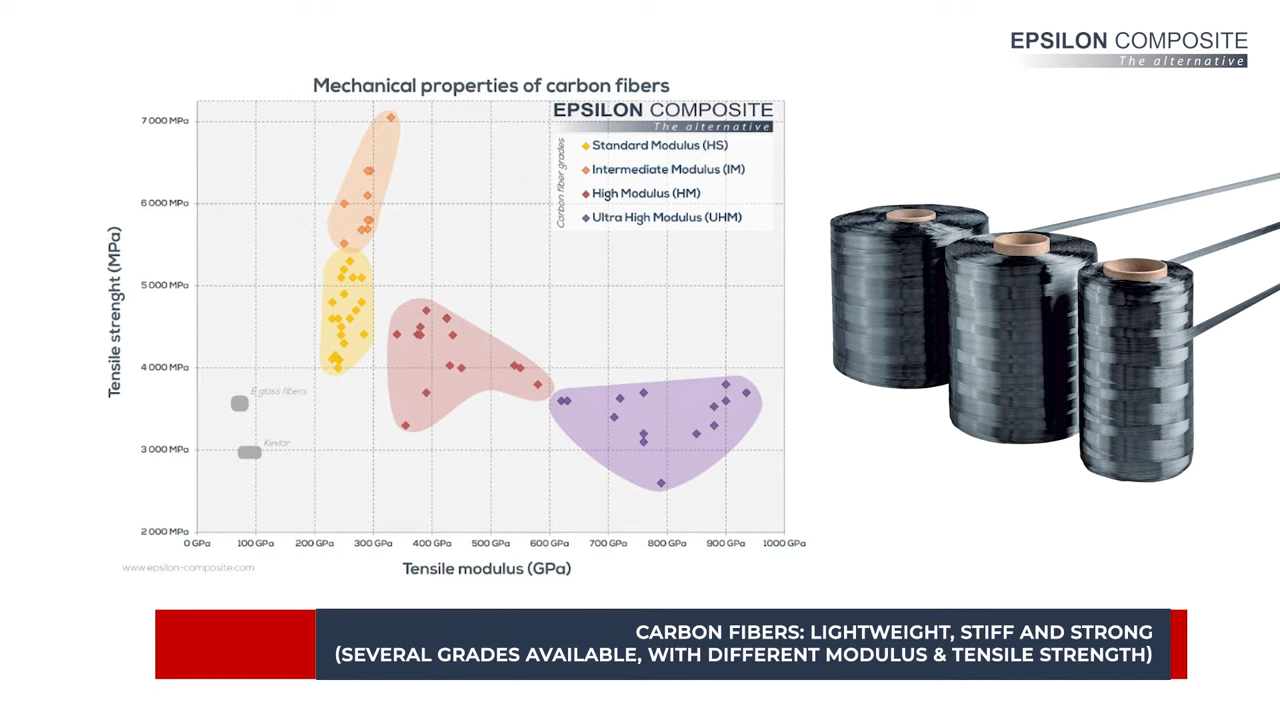 EPSILON COMPOSITE
The alternative
Mechanical properties of carbon fibers
EPSILON COMPOSITE
The alternative
Carbon fiber grades
Standard Modulus (HS)
Intermediate Modulus (IM)
High Modulus (HM)
Ultra High Modulus (UHM)
Tensile strenght (MPa)
7 000 MPa
6 000 MPa
5 000 MPa
4 000 MPa
3 000 MPa
2 000 MPa
E glass fibers
Kevlar
0 GPa 100 GPa 200 GPa 300 GPa 400 GPa 500 GPa 600 GPa 700 GPa 800 GPa 900 GPa 1000 GPa
www.epsilon-composite.com
Tensile modulus (GPa)
CARBON FIBERS: LIGHTWEIGHT, STIFF AND STRONG
(SEVERAL GRADES AVAILABLE, WITH DIFFERENT MODULUS & TENSILE STRENGTH)